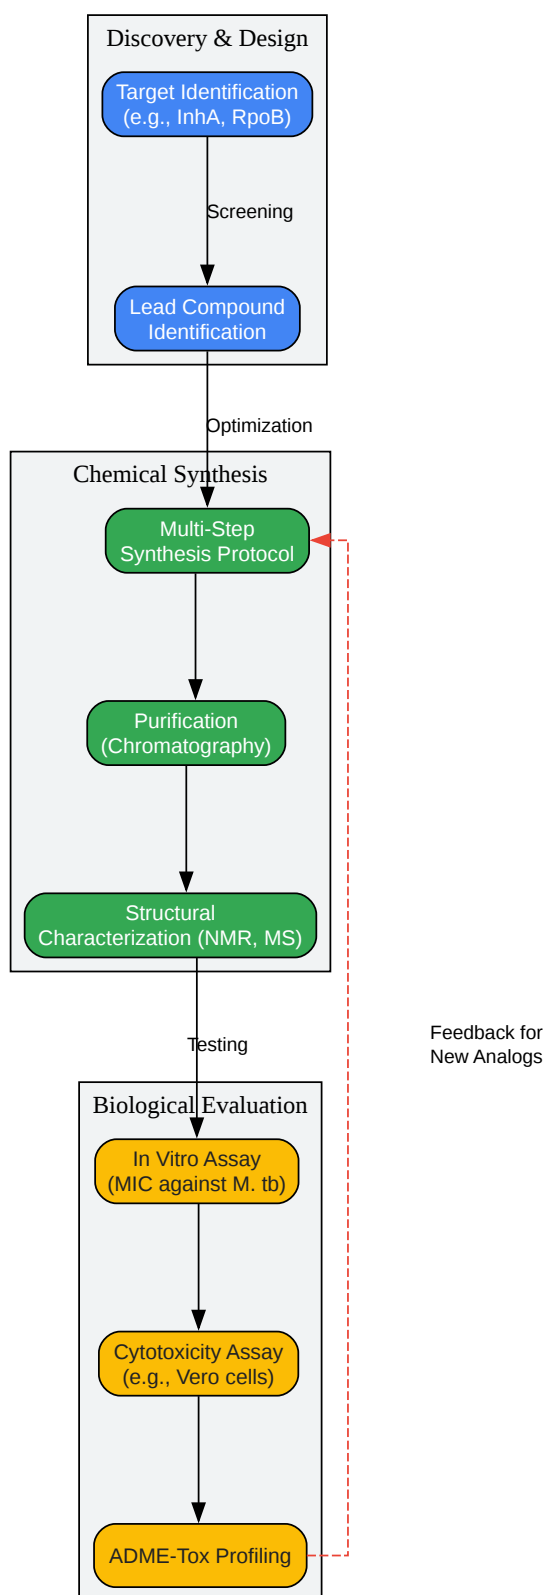 Discovery & Design
Target Identification
(e.g., InhA, RpoB)
Screening
Lead Compound
Identification
Optimization
Chemical Synthesis
Multi-Step
Synthesis Protocol
Purification
(Chromatography)
Structural
Characterization (NMR, MS)
Feedback for
New Analogs
Testing
Biological Evaluation
In Vitro Assay
(MIC against M. tb)
Cytotoxicity Assay
(e.g., Vero cells)
ADME-Tox Profiling